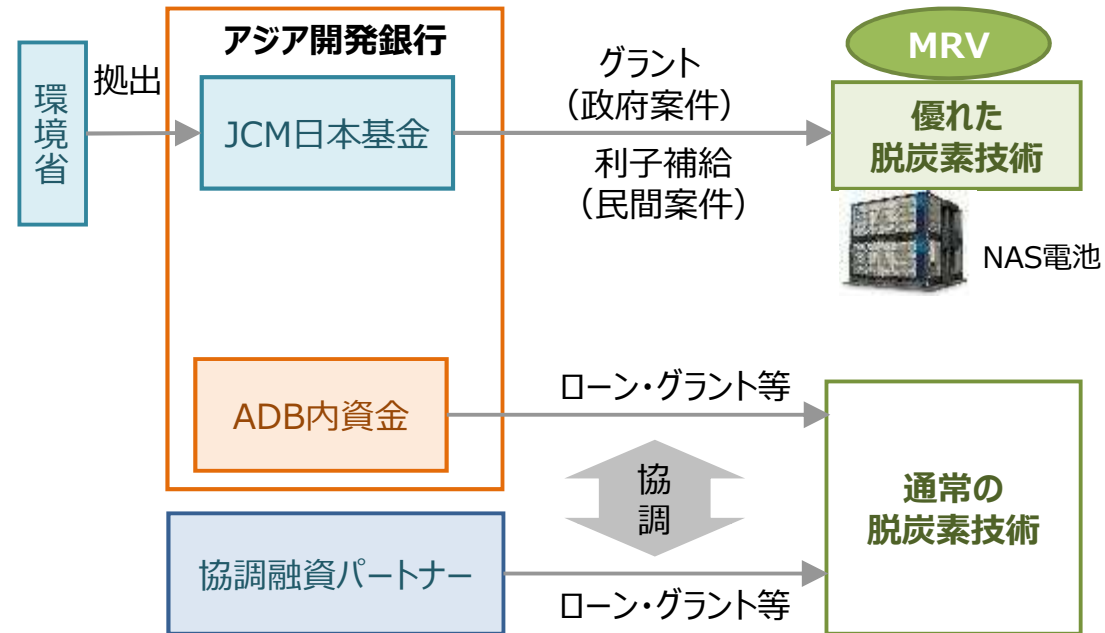 アジア開発銀行
環境省
拠出
JCM日本基金
グラント
（政府案件）
利子補給
（民間案件）
MRV
優れた
脱炭素技術
NAS電池
ADB内資金
ローン・グラント等
協調
通常の
脱炭素技術
協調融資パートナー
ローン・グラント等